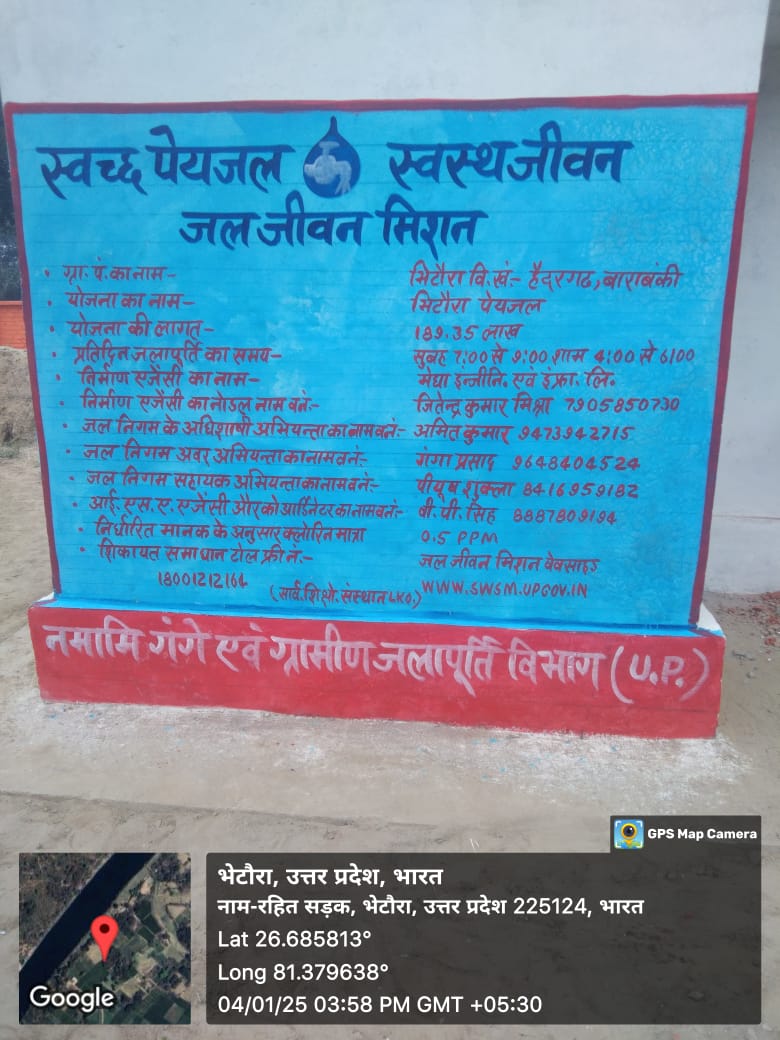 स्वच्छ पेयजल स्वस्थ जीवन
जल जीवन मिशन
• ग्रा. पं. का नाम- भिटौरा वि.खं:- हैदरगढ, बाराबंकी
• योजना का नाम- भिटौरा पेयजल
• योजना की लागत- 189.35 लाख
• प्रतिदिन जलापूर्ति का समय- सुबह 7:00 से 9:00 शाम 4:00 से 6:00
• निर्माण एजेंसी का नाम- मेघा इंजीनि. एवं इंफ्रा. लि.
• निर्माण एजेंसी का नोडल नाम व नं:- जितेन्द्र कुमार मिश्रा 7905850730
• जल निगम के अधिशाषी अभियन्ता का नाम व नं:- अमित कुमार 9473942715
• जल निगम अवर अभियन्ता का नाम व नं:- गंगा प्रसाद 9648404524
• जल निगम सहायक अभियन्ता का नाम व नं:- पीयूष शुक्ला 8416959182
• आई. एस. ए. एजेंसी और कोआर्डिनेटर का नाम व नं:- बी. पी. सिंह 8887809194
• निर्धारित मानक के अनुसार क्लोरिन मात्रा 0.5 PPM
• शिकायत समाधान टोल फ्री नं:- जल जीवन मिशन वेबसाइट
18001212164 WWW.SWSM.UPGOV.IN
(सार्व. शिक्षो. संस्थान LKO.)
नमामि गंगे एवं ग्रामीण जलापूर्ति विभाग (U.P.)
GPS Map Camera
भेटौरा, उत्तर प्रदेश, भारत
नाम-रहित सड़क, भेटौरा, उत्तर प्रदेश 225124, भारत
Lat 26.685813°
Long 81.379638°
04/01/25 03:58 PM GMT +05:30
Google